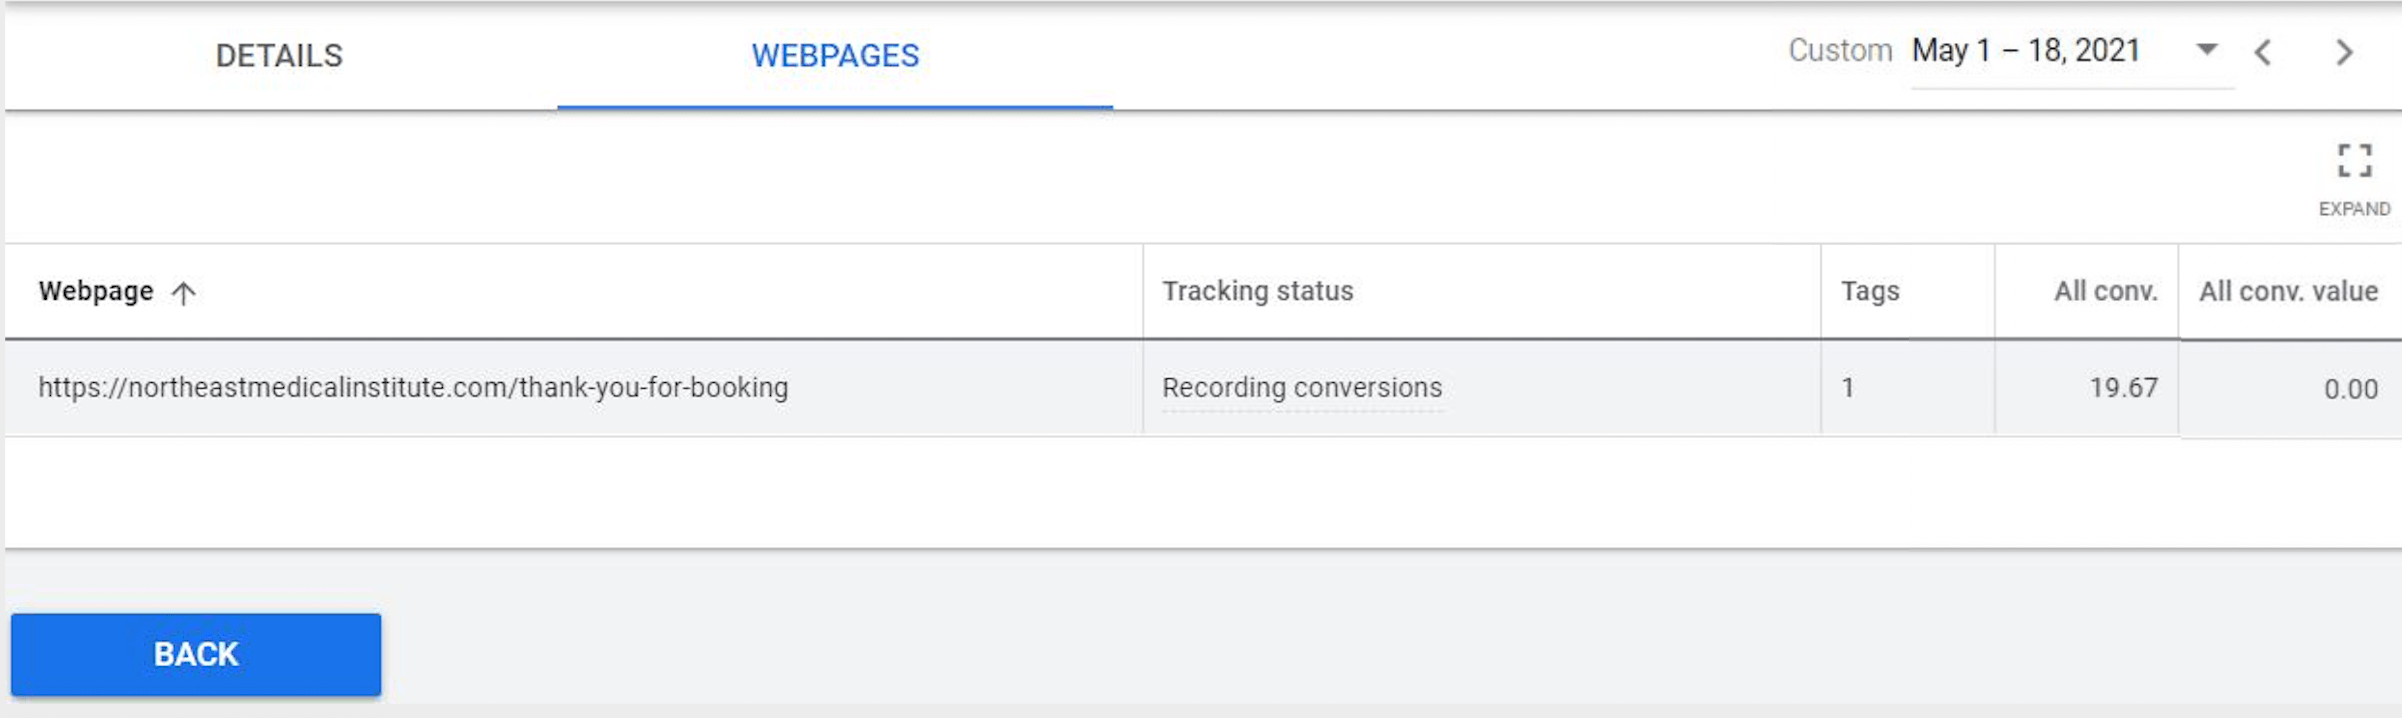 DETAILS WEBPAGES Custom May 1 – 18, 2021
EXPAND
Webpage Tracking status Tags All conv. All conv. value
https://northeastmedicalinstitute.com/thank-you-for-booking Recording conversions 1 19.67 0.00
BACK